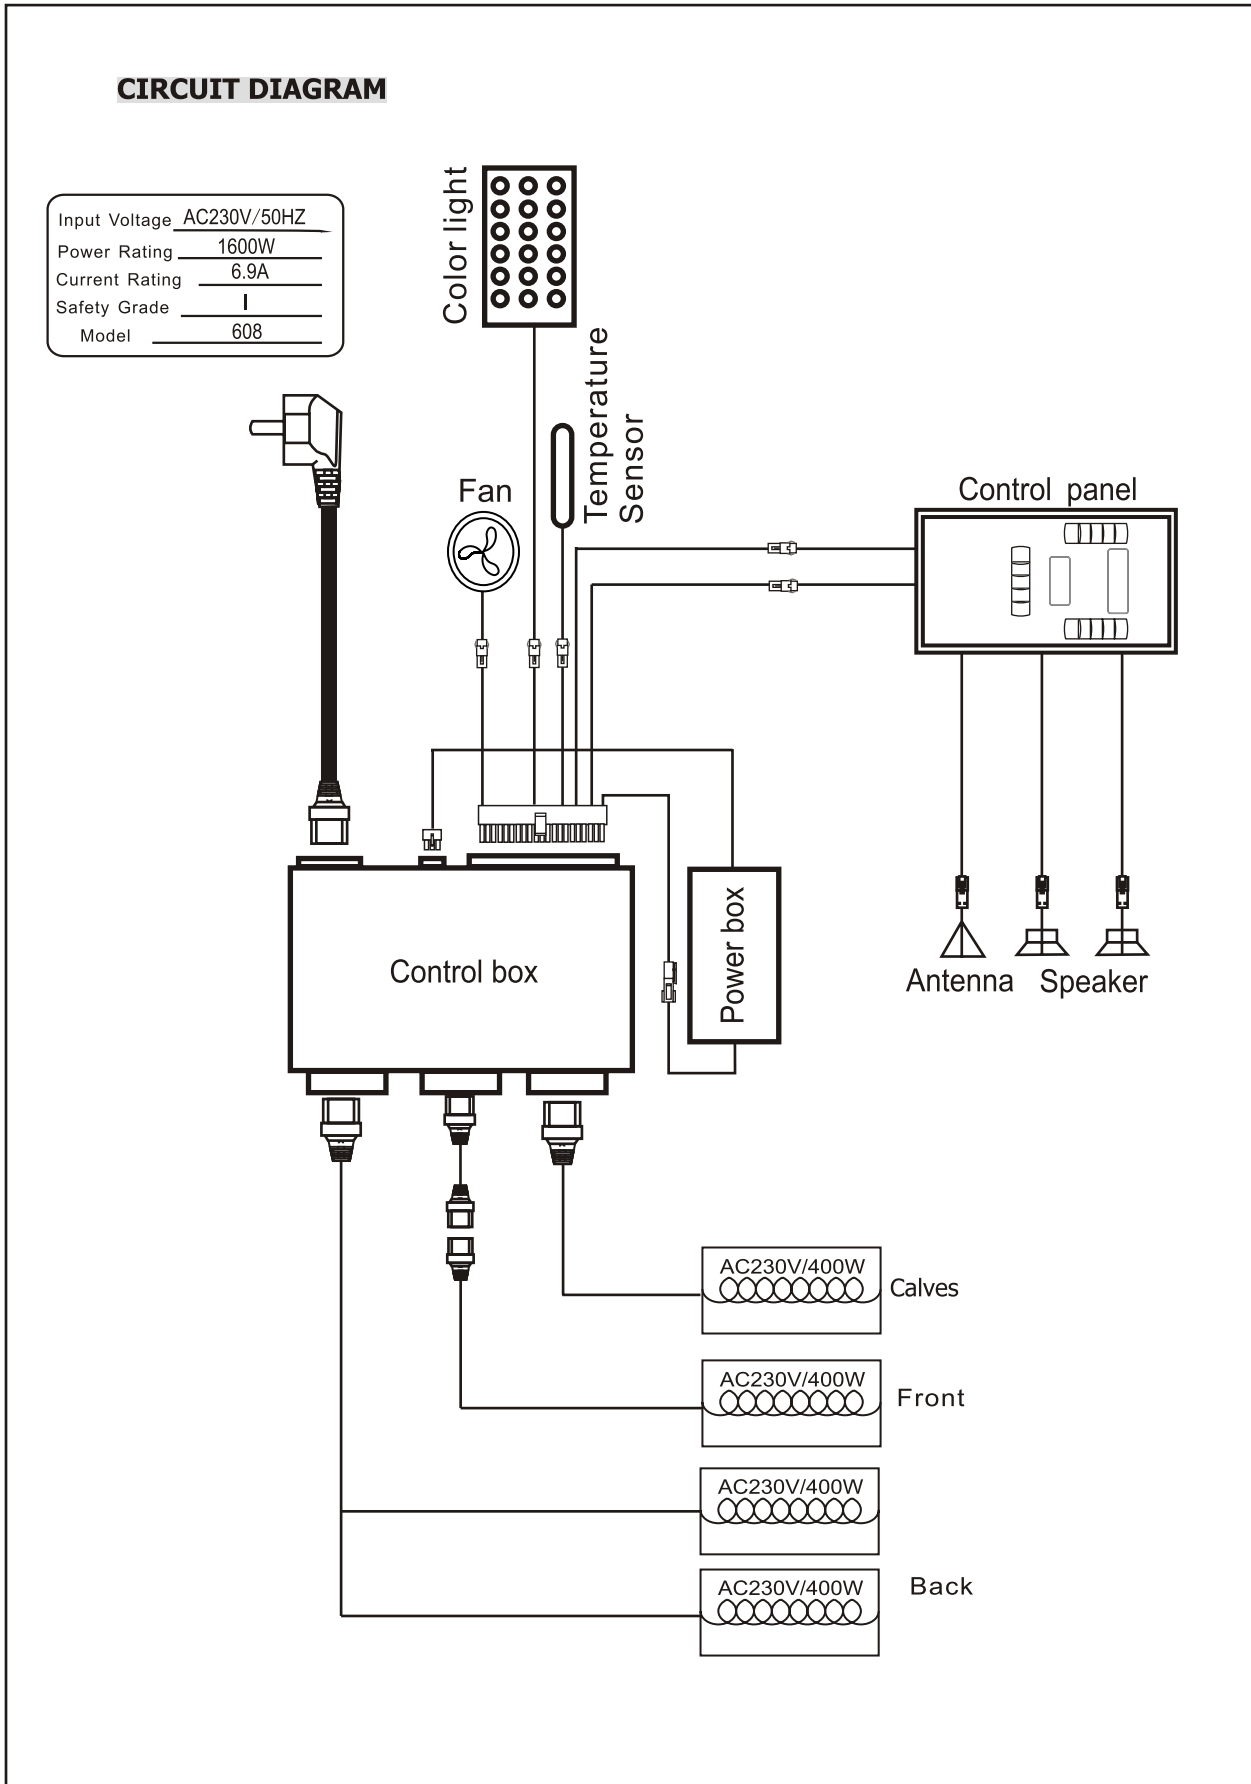 CIRCUIT DIAGRAM
Input Voltage AC230V/50HZ
Power Rating 1600W
Current Rating 6.9A
Safety Grade I
Model 608
Color light
Temperature
Sensor
Fan
Control panel
Control box
Power box
Antenna
Speaker
AC230V/400W
Calves
AC230V/400W
Front
AC230V/400W
AC230V/400W
Back